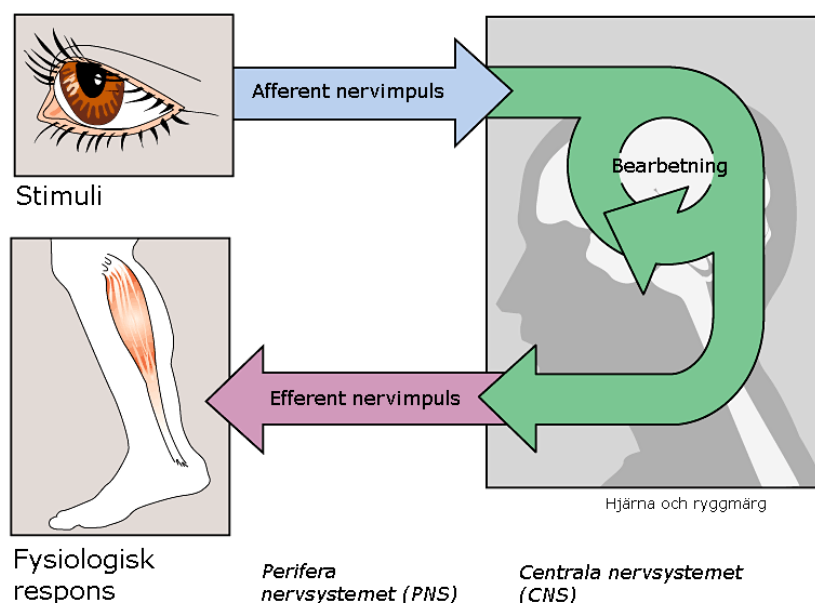 Afferent nervimpuls
Bearbetning
Stimuli
Efferent nervimpuls
Hjärna och ryggmärg
Fysiologisk
respons
Perifera
nervsystemet (PNS)
Centrala nervsystemet
(CNS)